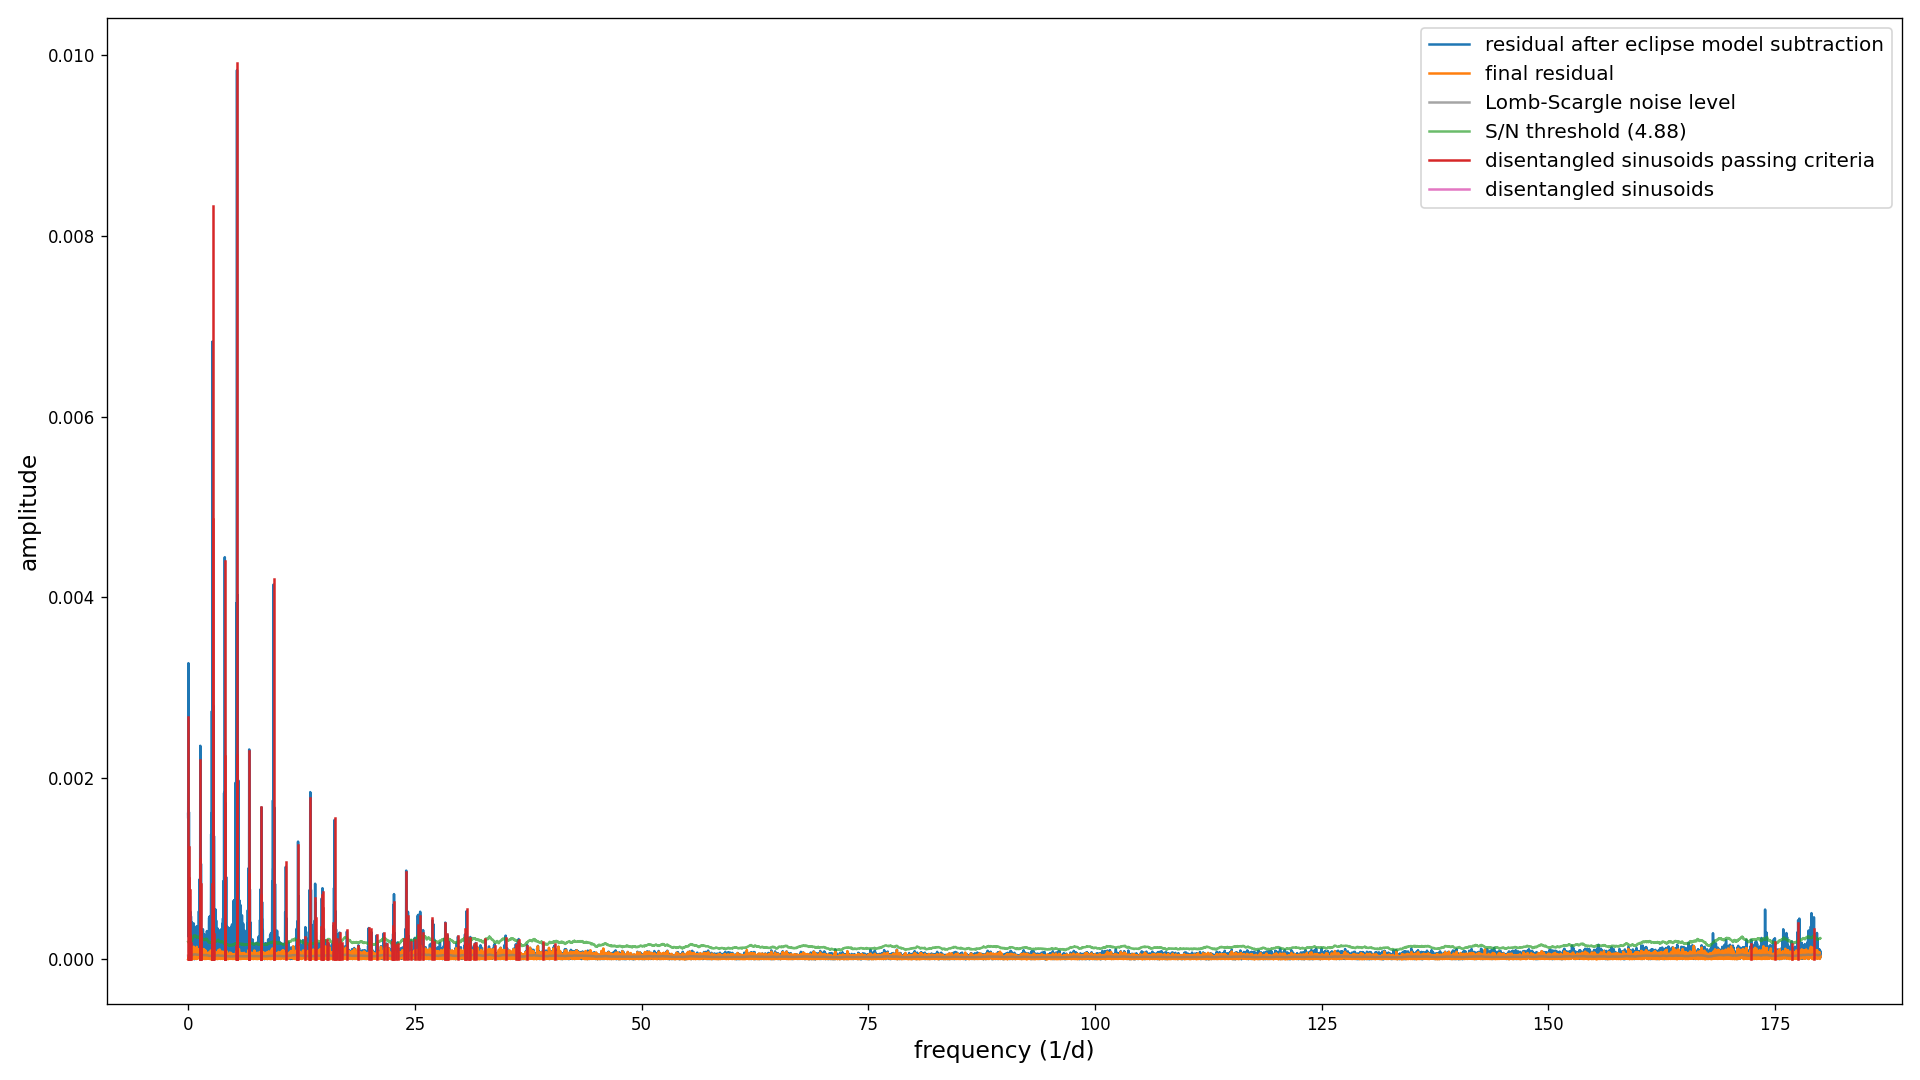 residual after eclipse model subtraction
final residual
Lomb-Scargle noise level
S/N threshold (4.88)
disentangled sinusoids passing criteria
disentangled sinusoids
amplitude
0.010
0.008
0.006
0.004
0.002
0.000
0 25 50 75 100 125 150 175
frequency (1/d)